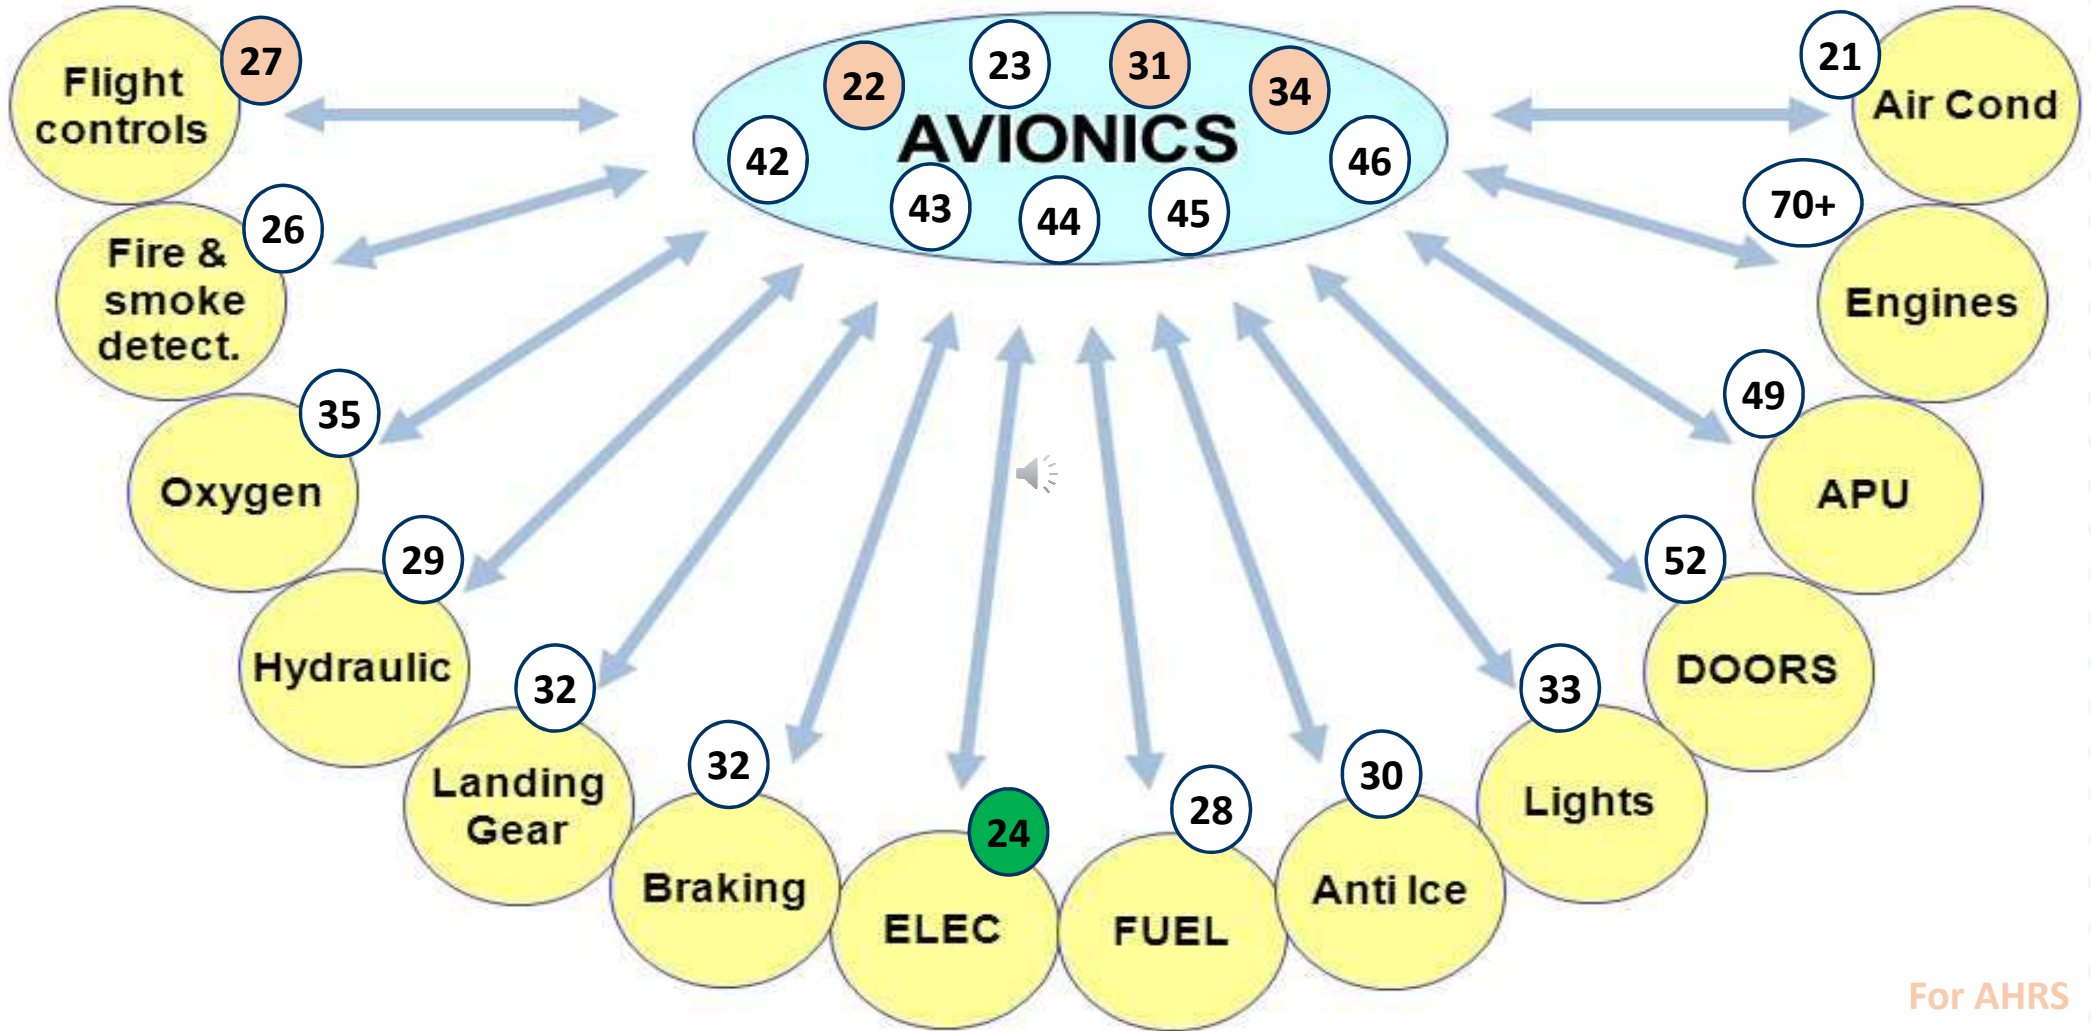 27
Flight
controls
22
23
31
34
AVIONICS
42
43
44
45
46
21
Air Cond
26
Fire &
smoke
detect.
70+
Engines
35
Oxygen
49
APU
29
Hydraulic
52
DOORS
32
Landing
Gear
33
Lights
32
Braking
24
ELEC
28
FUEL
30
Anti Ice
For AHRS